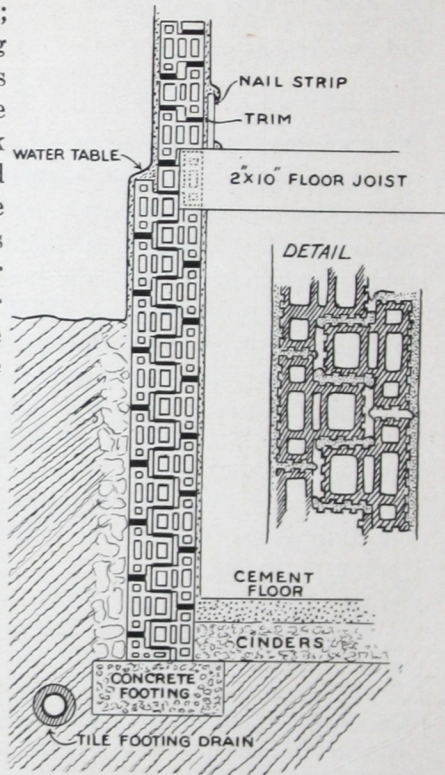 NAIL STRIP
TRIM
WATER TABLE
2"X10" FLOOR JOIST
DETAIL
CEMENT
FLOOR
CINDERS
CONCRETE
FOOTING
TILE FOOTING DRAIN